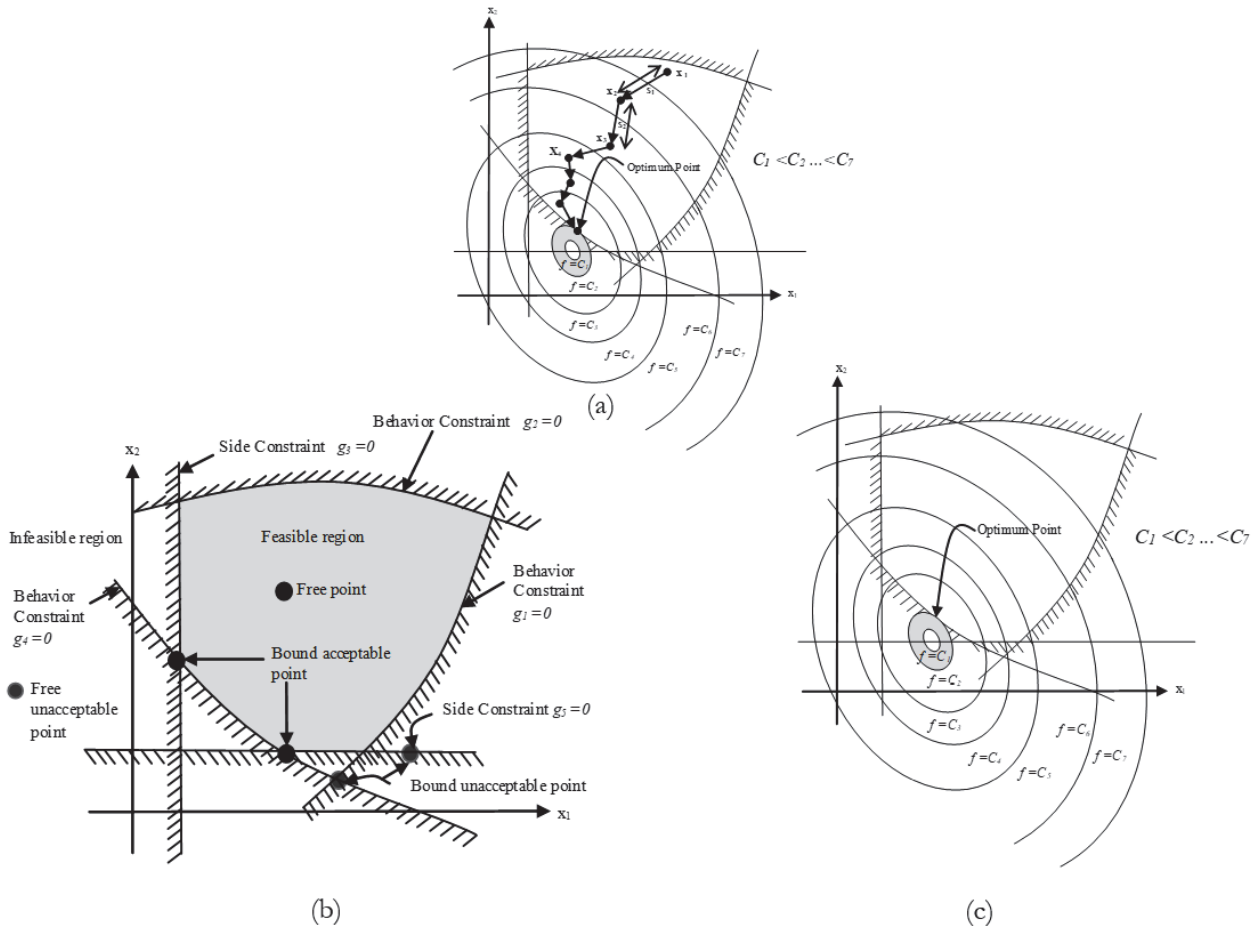 x₂
x₁
s₁
x₂
s₂
x₃
X₄
Optimum Point
C₁ <C₂ ...<C₇
f=C₁
f=C₂
f=C₃
f=C₄
f=C₅
f=C₆
f=C₇
x₁
(a)
Behavior Constraint g₂=0
Side Constraint g₃=0
x₂
Infeasible region
Feasible region
Free point
Behavior
Constraint
g₄=0
Behavior
Constraint
g₁=0
Bound acceptable
point
Free
unacceptable
point
Side Constraint g₅=0
Bound unacceptable point
x₁
(b)
x₂
Optimum Point
C₁ <C₂ ...<C₇
f=C₁
f=C₂
f=C₃
f=C₄
f=C₅
f=C₆
f=C₇
x₁
(c)